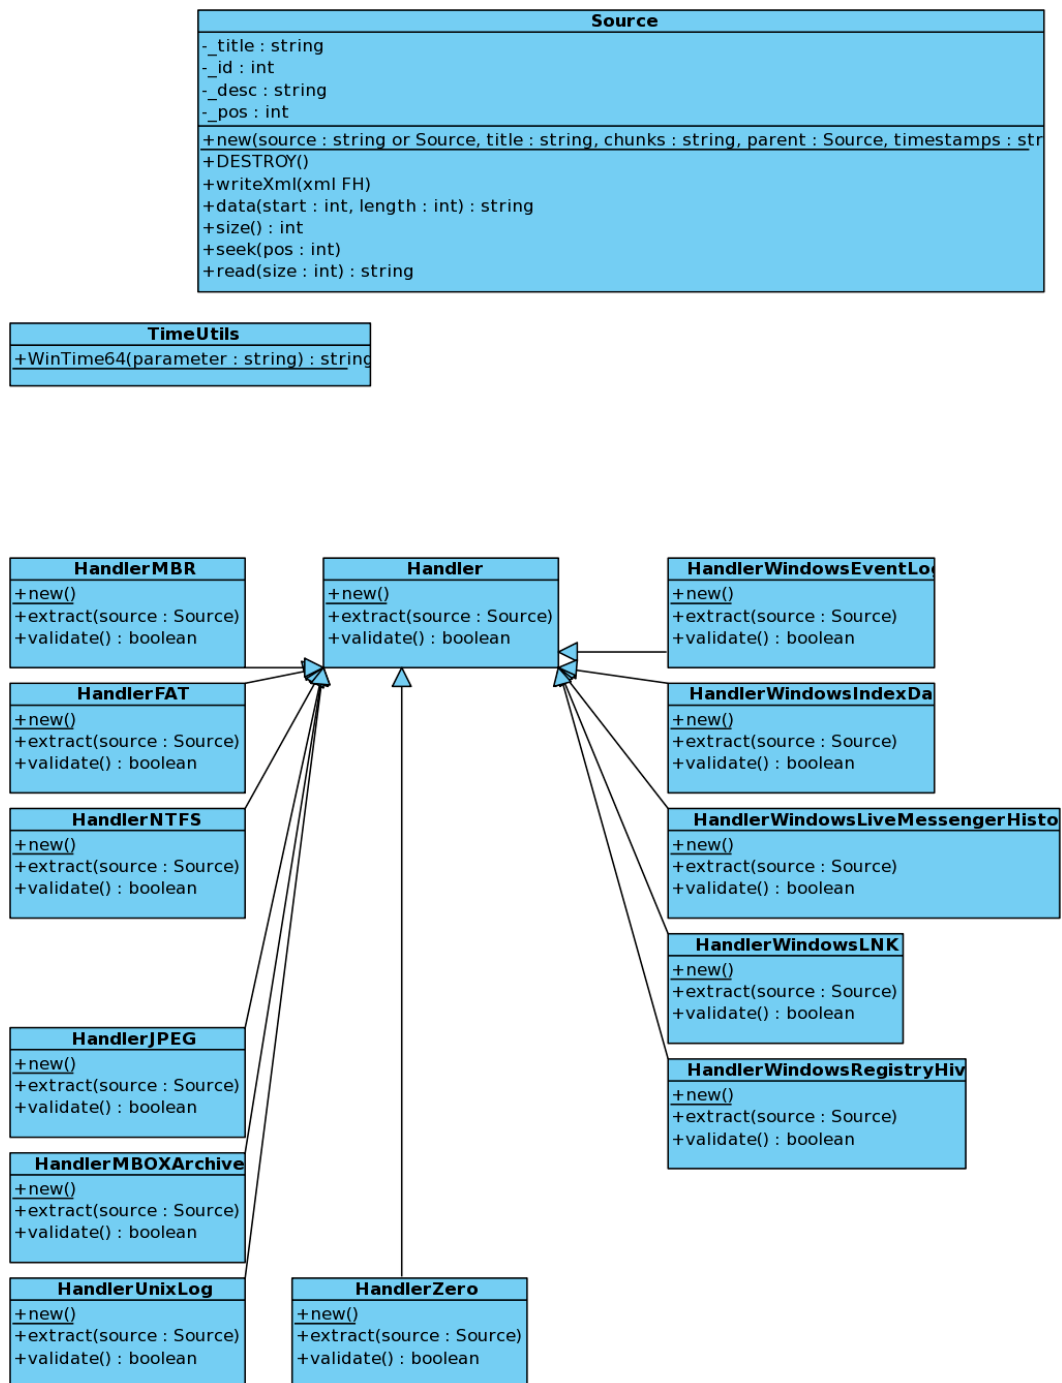 Source
-_title : string
-_id : int
-_desc : string
-_pos : int
+new(source : string or Source, title : string, chunks : string, parent : Source, timestamps : str
+DESTROY()
+writeXml(xml FH)
+data(start : int, length : int) : string
+size() : int
+seek(pos : int)
+read(size : int) : string
TimeUtils
+WinTime64(parameter : string) : string
HandlerMBR
+new()
+extract(source : Source)
+validate() : boolean
Handler
+new()
+extract(source : Source)
+validate() : boolean
HandlerWindowsEventLog
+new()
+extract(source : Source)
+validate() : boolean
HandlerFAT
+new()
+extract(source : Source)
+validate() : boolean
HandlerWindowsIndexDa
+new()
+extract(source : Source)
+validate() : boolean
HandlerNTFS
+new()
+extract(source : Source)
+validate() : boolean
HandlerWindowsLiveMessengerHisto
+new()
+extract(source : Source)
+validate() : boolean
HandlerWindowsLNK
+new()
+extract(source : Source)
+validate() : boolean
HandlerJPEG
+new()
+extract(source : Source)
+validate() : boolean
HandlerWindowsRegistryHiv
+new()
+extract(source : Source)
+validate() : boolean
HandlerMBOXArchive
+new()
+extract(source : Source)
+validate() : boolean
HandlerUnixLog
+new()
+extract(source : Source)
+validate() : boolean
HandlerZero
+new()
+extract(source : Source)
+validate() : boolean